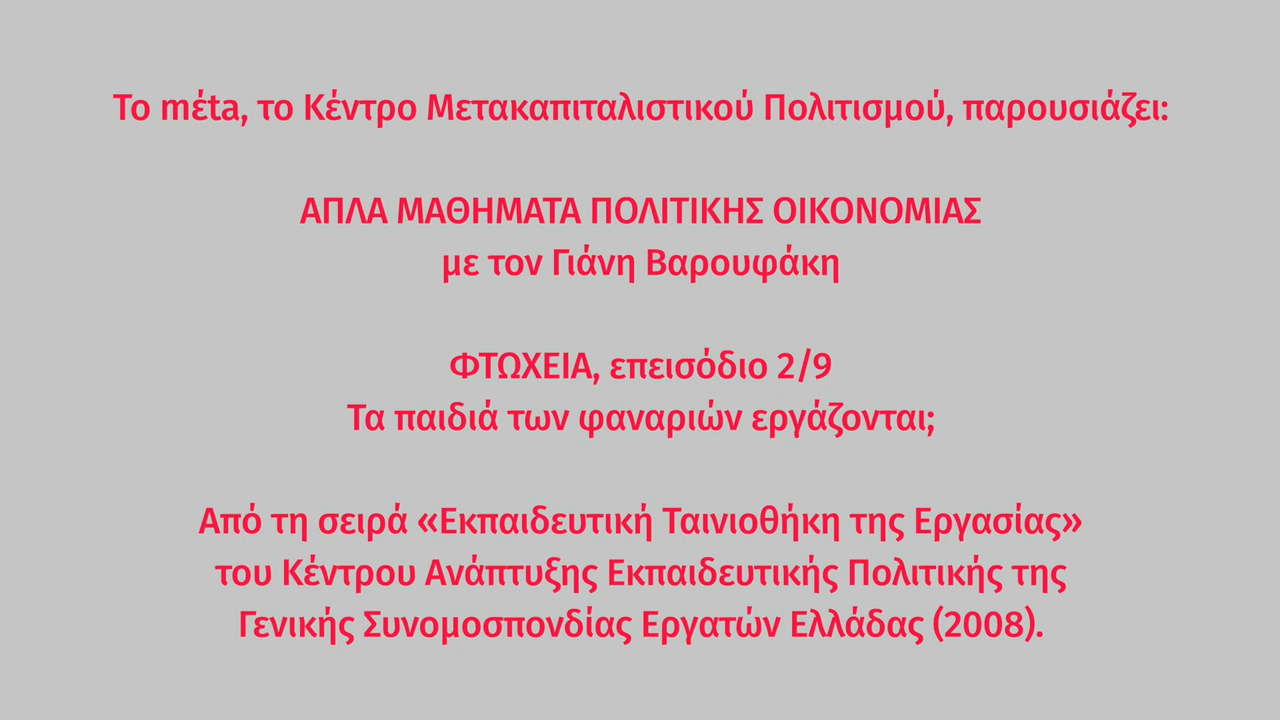 Το mέta, το Κέντρο Μετακαπιταλιστικού Πολιτισμού, παρουσιάζει:
ΑΠΛΑ ΜΑΘΗΜΑΤΑ ΠΟΛΙΤΙΚΗΣ ΟΙΚΟΝΟΜΙΑΣ
με τον Γιάνη Βαρουφάκη
ΦΤΩΧΕΙΑ, επεισόδιο 2/9
Τα παιδιά των φαναριών εργάζονται;
Από τη σειρά «Εκπαιδευτική Ταινιοθήκη της Εργασίας»
του Κέντρου Ανάπτυξης Εκπαιδευτικής Πολιτικής της
Γενικής Συνομοσπονδίας Εργατών Ελλάδας (2008).